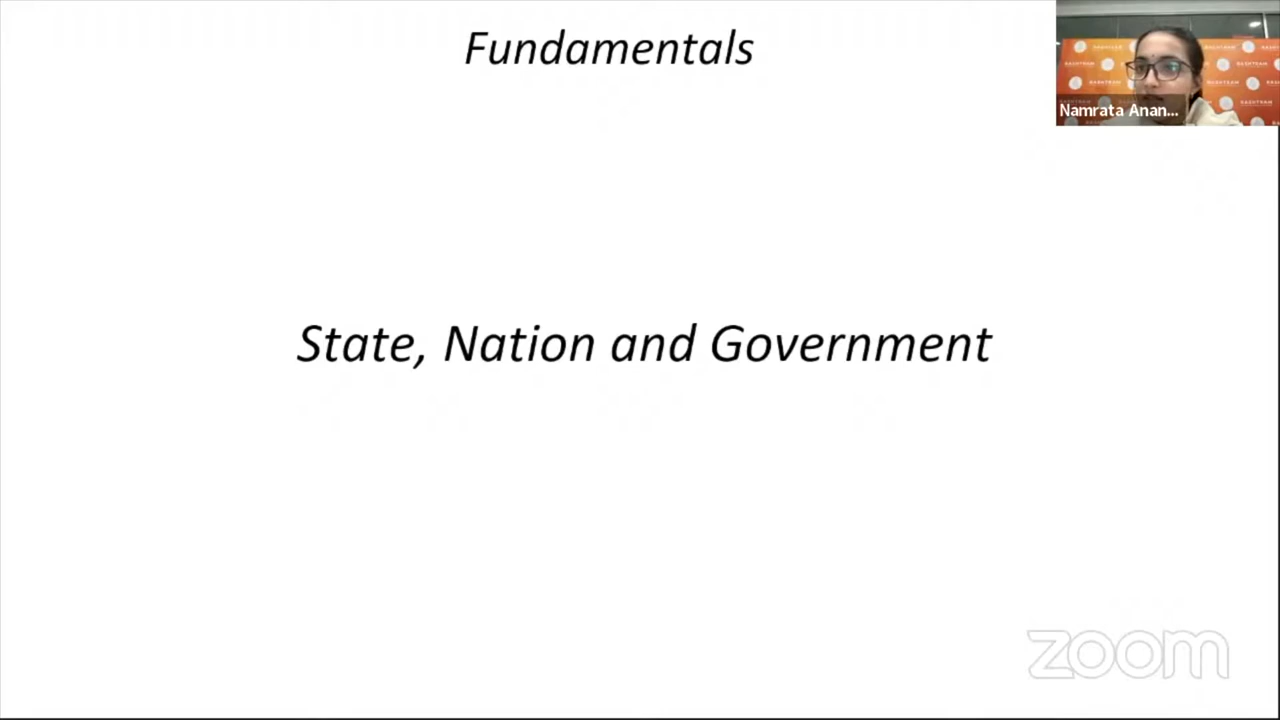 Fundamentals
Namrata Anan...
State, Nation and Government
zoom